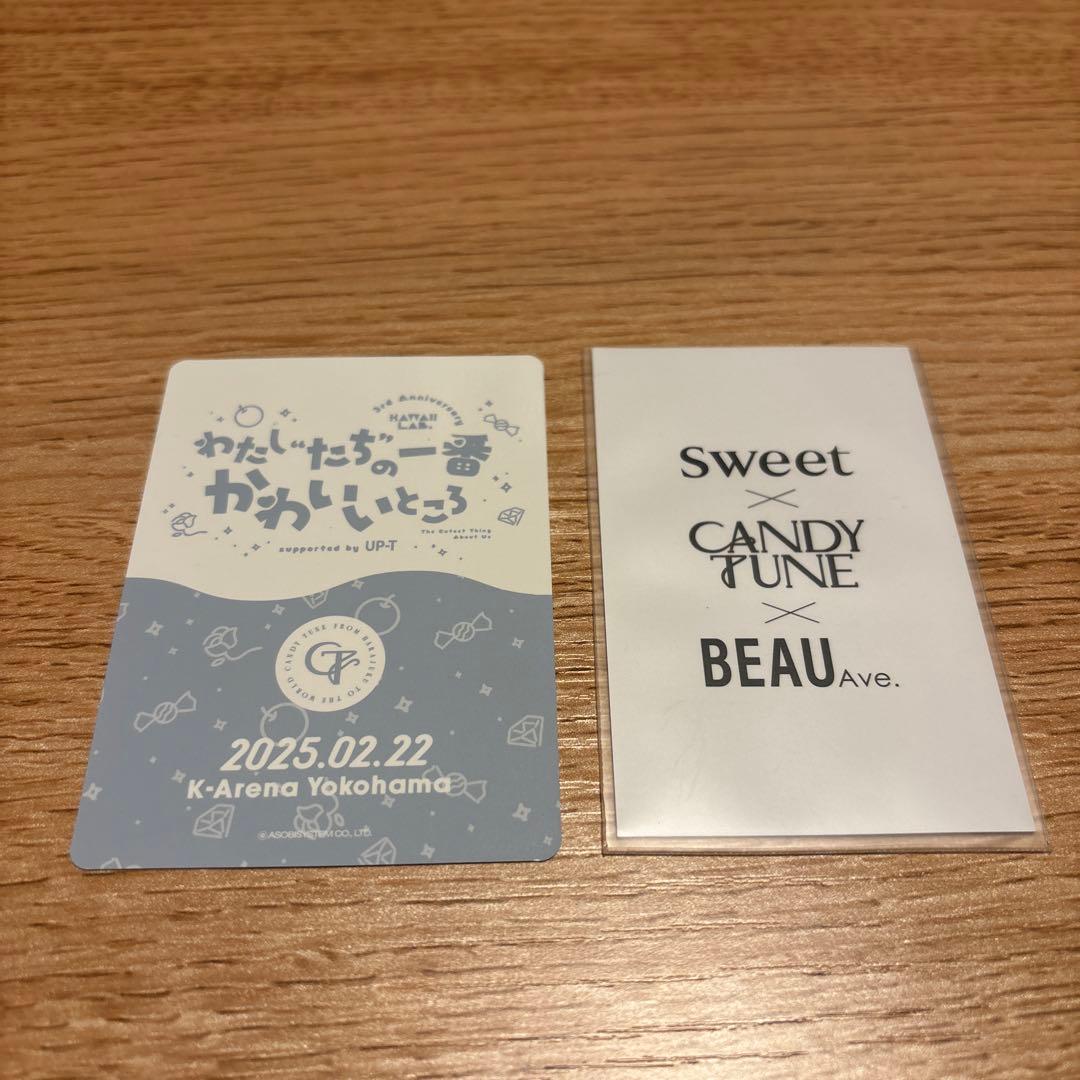 3rd Anniversary
KAWAII
LAB.
わたしたちの一番
かわいいところ
The Cutest Thing
About Us
supported by UP-T
CANDY TUNE FROM HARAJUKU TO THE WORLD
CT
2025.02.22
K-Arena Yokohama
© ASOBISYSTEM CO., LTD.
sweet
×
CANDY
TUNE
×
BEAU Ave.